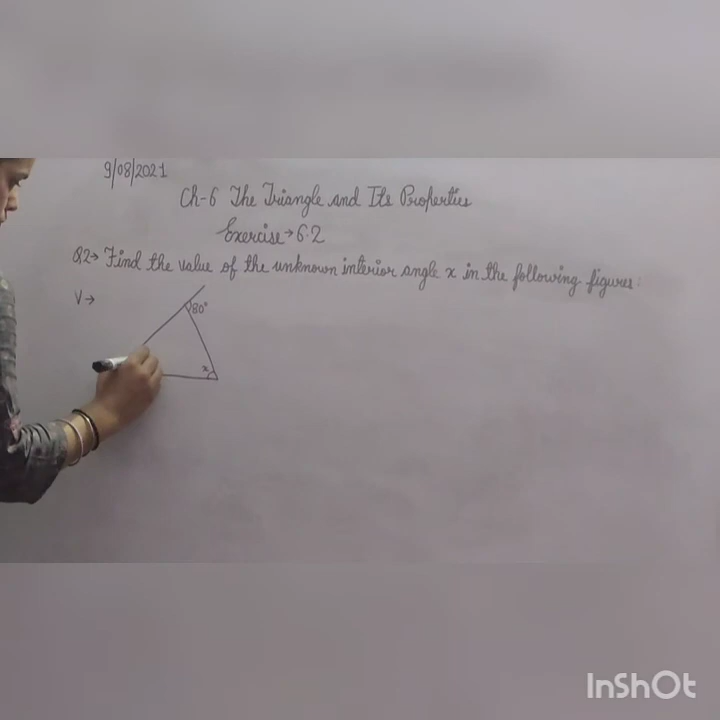 9/08/2021
Ch-6 The Triangle and Its Properties
Exercise→6.2
Q.2→ Find the value of the unknown interior angle x in the following figures:
V→
80°
x
InShOt